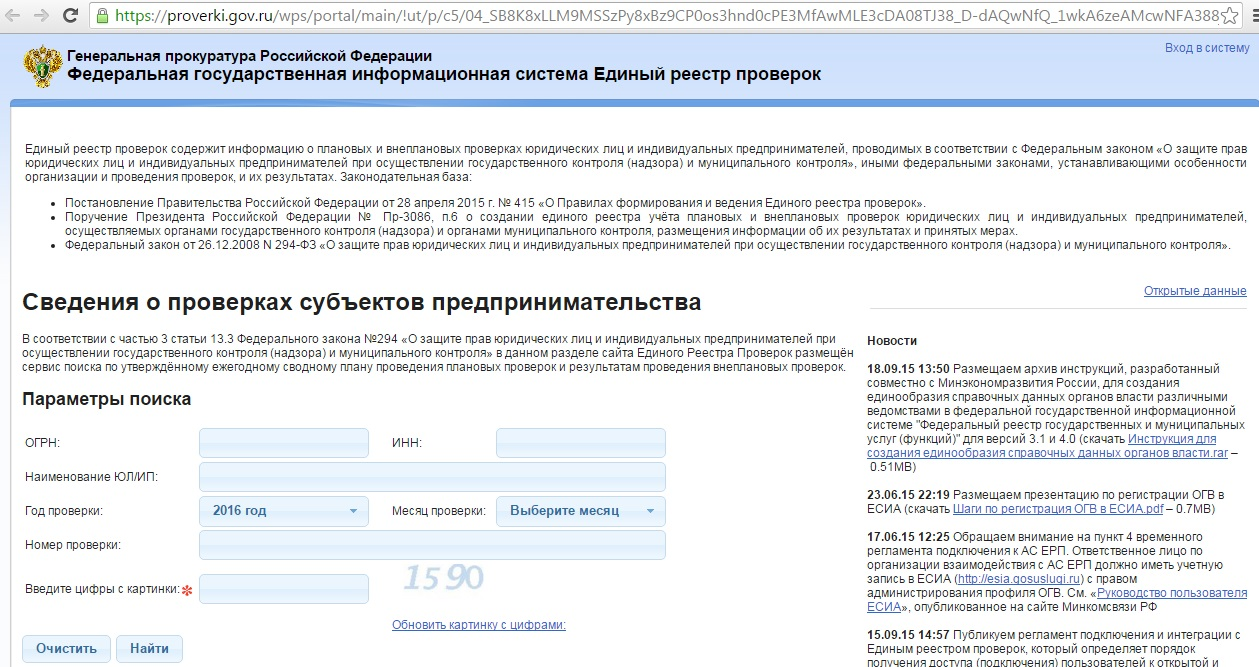 https://proverki.gov.ru/wps/portal/main/!ut/p/c5/04_SB8K8xLLM9MSSzPy8xBz9CP0os3hnd0cPE3MfAwMLE3cDA08TJ38_D-dAQwNfQ_1wkA6zeAMcwNFA388
Генеральная прокуратура Российской Федерации
Федеральная государственная информационная система Единый реестр проверок
Вход в систему
Единый реестр проверок содержит информацию о плановых и внеплановых проверках юридических лиц и индивидуальных предпринимателей, проводимых в соответствии с Федеральным законом «О защите прав
юридических лиц и индивидуальных предпринимателей при осуществлении государственного контроля (надзора) и муниципального контроля», иными федеральными законами, устанавливающими особенности
организации и проведения проверок, и их результатах. Законодательная база:
• Постановление Правительства Российской Федерации от 28 апреля 2015 г. № 415 «О Правилах формирования и ведения Единого реестра проверок».
• Поручение Президента Российской Федерации № Пр-3086, п.6 о создании единого реестра учёта плановых и внеплановых проверок юридических лиц и индивидуальных предпринимателей,
осуществляемых органами государственного контроля (надзора) и органами муниципального контроля, размещения информации об их результатах и принятых мерах.
• Федеральный закон от 26.12.2008 N 294-ФЗ «О защите прав юридических лиц и индивидуальных предпринимателей при осуществлении государственного контроля (надзора) и муниципального контроля».
Сведения о проверках субъектов предпринимательства
В соответствии с частью 3 статьи 13.3 Федерального закона №294 «О защите прав юридических лиц и индивидуальных предпринимателей при
осуществлении государственного контроля (надзора) и муниципального контроля» в данном разделе сайта Единого Реестра Проверок размещён
сервис поиска по утверждённому ежегодному сводному плану проведения плановых проверок и результатам проведения внеплановых проверок.
Параметры поиска
ОГРН:
ИНН:
Наименование ЮЛ/ИП:
Год проверки:
2016 год
Месяц проверки:
Выберите месяц
Номер проверки:
Введите цифры с картинки:*
1590
Обновить картинку с цифрами:
Очистить
Найти
Открытые данные
Новости
18.09.15 13:50 Размещаем архив инструкций, разработанный
совместно с Минэкономразвития России, для создания
единообразия справочных данных органов власти различными
ведомствами в федеральной государственной информационной
системе "Федеральный реестр государственных и муниципальных
услуг (функций)" для версий 3.1 и 4.0 (скачать Инструкция для
создания единообразия справочных данных органов власти.rar –
0.51MB)
23.06.15 22:19 Размещаем презентацию по регистрации ОГВ в
ЕСИА (скачать Шаги по регистрация ОГВ в ЕСИА.pdf – 0.7MB)
17.06.15 12:25 Обращаем внимание на пункт 4 временного
регламента подключения к АС ЕРП. Ответственное лицо по
организации взаимодействия с АС ЕРП должно иметь учетную
запись в ЕСИА (http://esia.gosuslugi.ru) с правом
администрирования профиля ОГВ. См. «Руководство пользователя
ЕСИА», опубликованное на сайте Минкомсвязи РФ
15.09.15 14:57 Публикуем регламент подключения и интеграции с
Единым реестром проверок, который определяет порядок
получения доступа (подключения) пользователей к открытой и